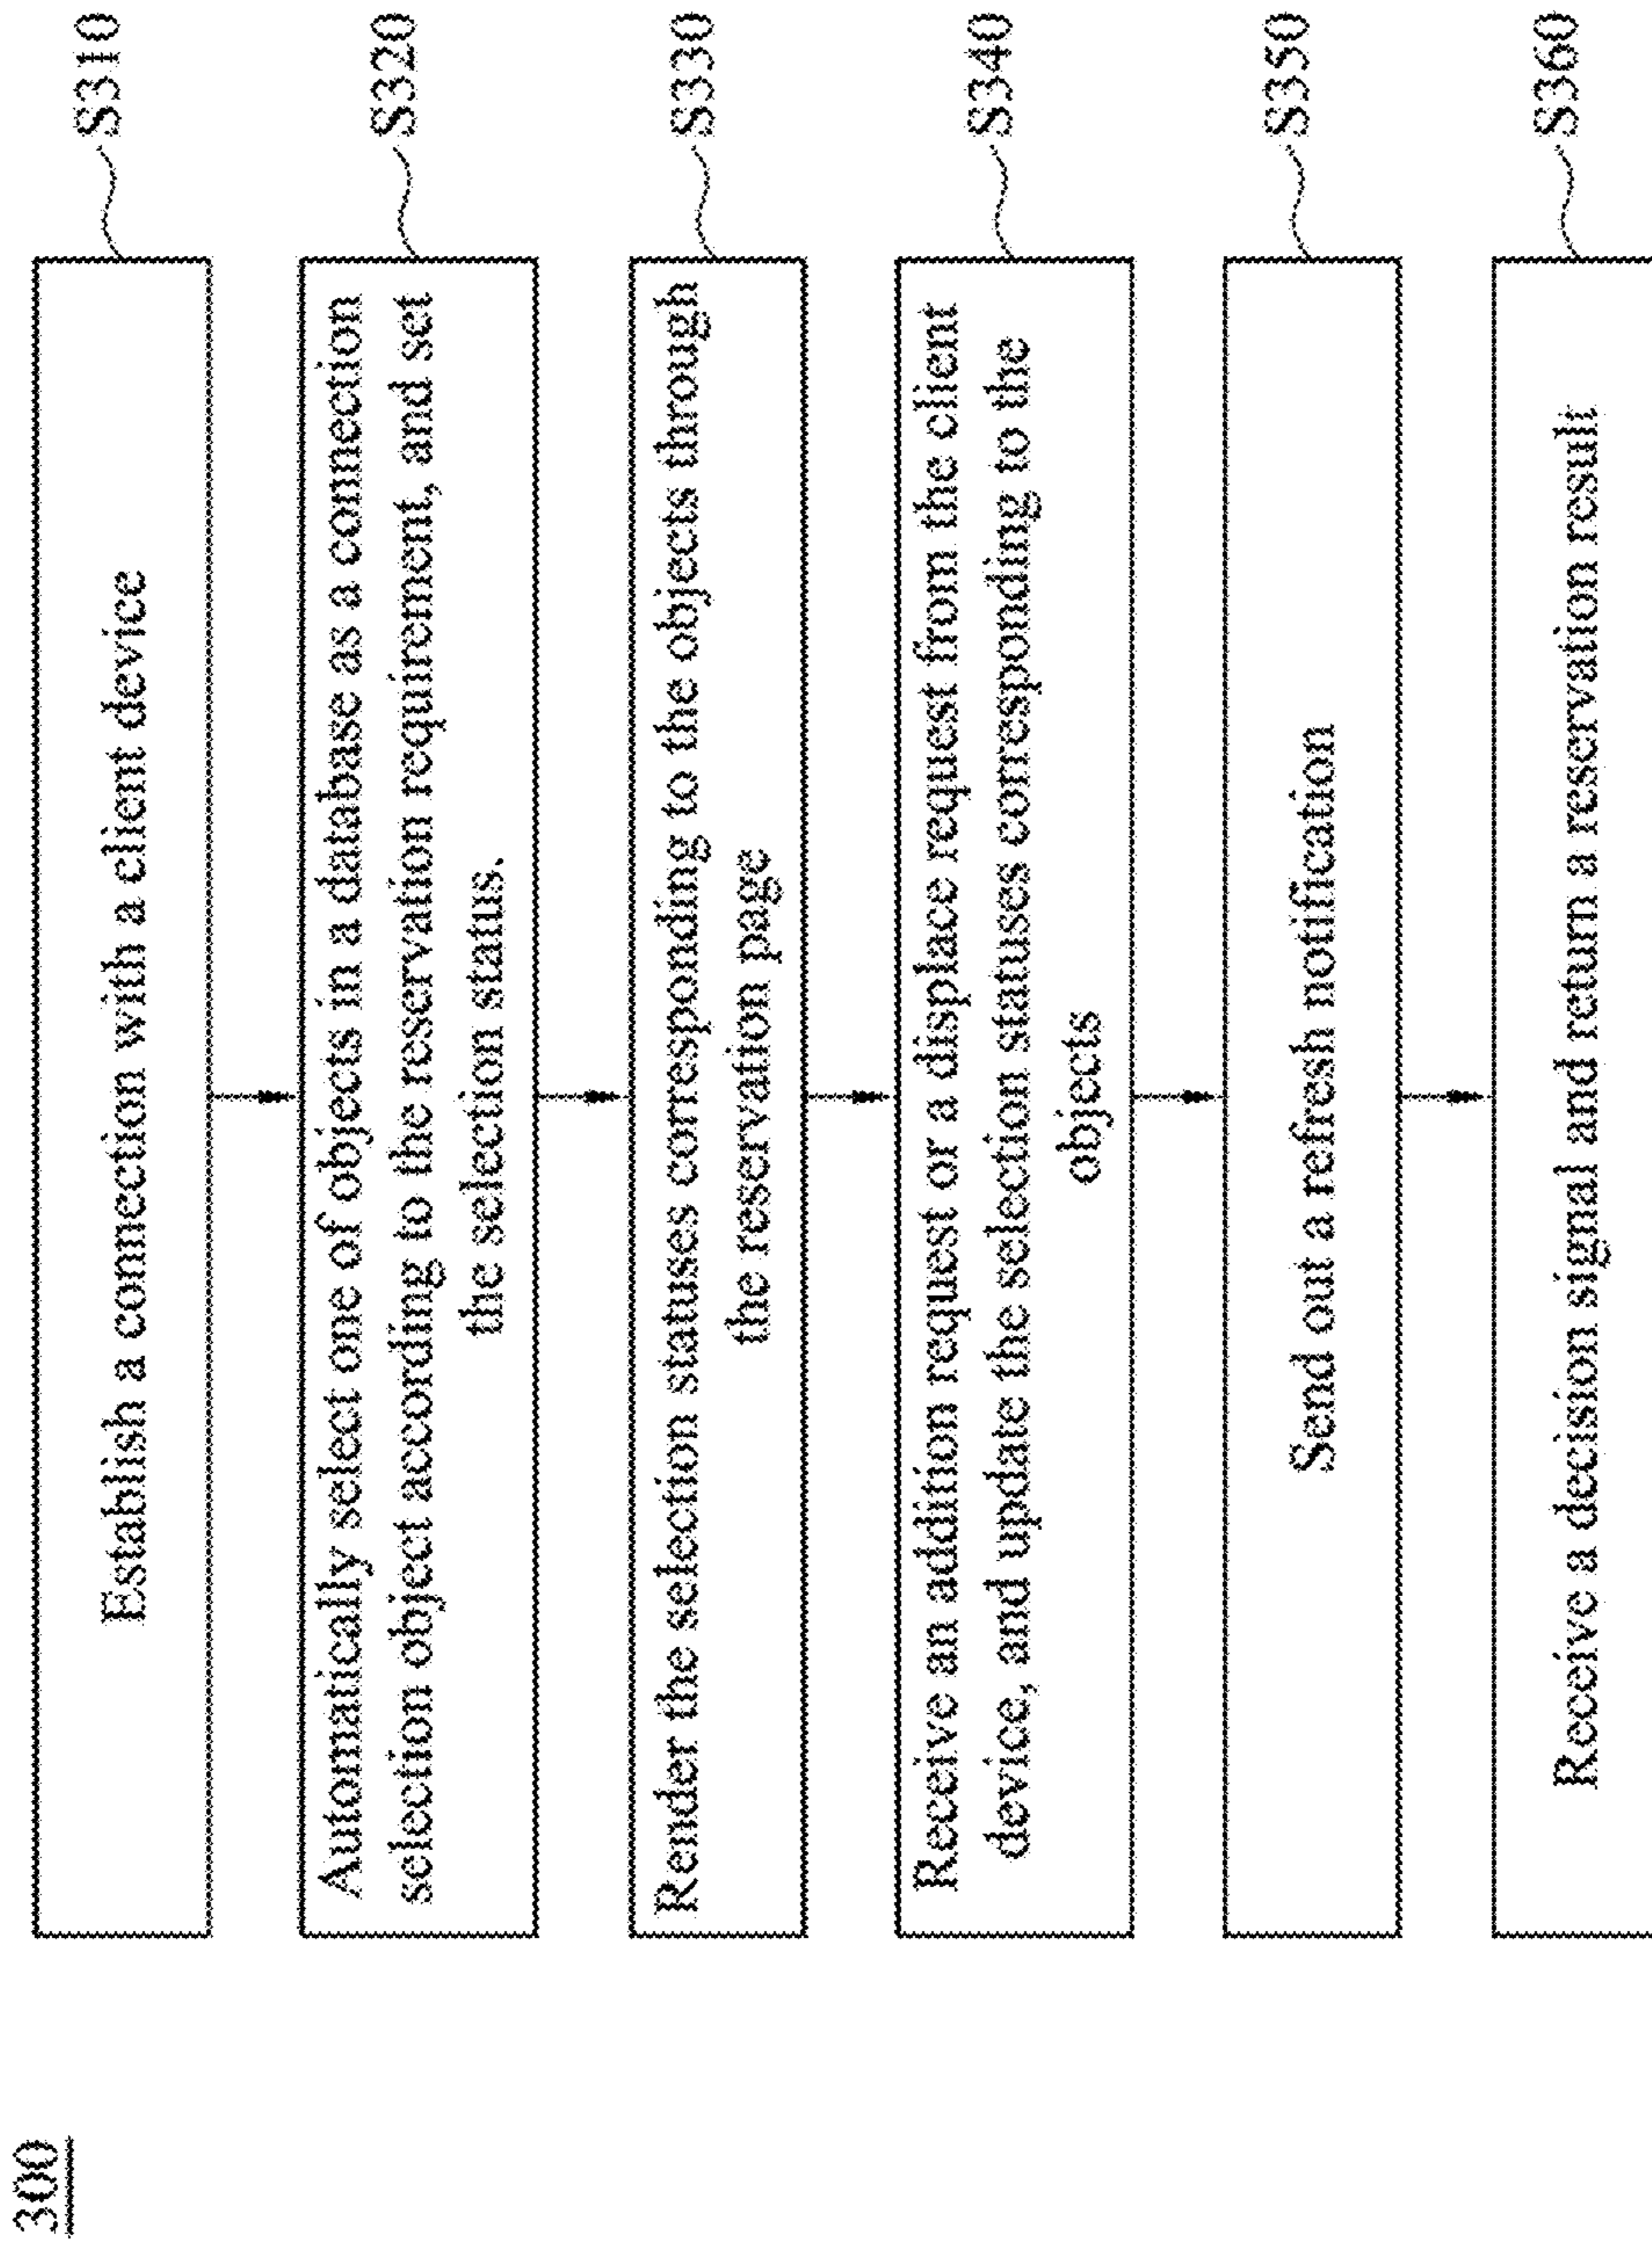 300
Establish a connection with a client device
S310
Automatically select one of objects in a database as a connection
selection object according to the reservation requirement, and set
the selection status.
S320
Render the selection statuses corresponding to the objects through
the reservation page
S330
Receive an addition request or a displace request from the client
device, and update the selection statuses corresponding to the
objects
S340
Send out a refresh notification
S350
Receive a decision signal and return a reservation result
S360